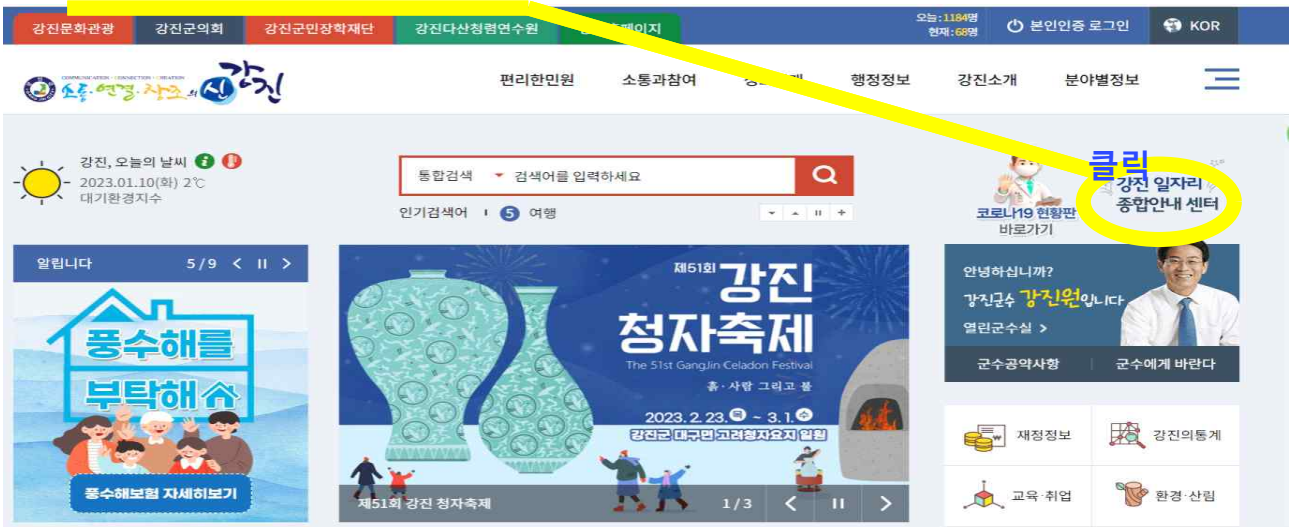 강진문화관광
강진군의회
강진군민장학재단
강진다산청렴연수원
페이지
오늘:1184명
현재:68명
본인인증 로그인
KOR
COMMUNICATION · CONNECTION · CREATION
소통·연결·창조의 신 강진
편리한민원
소통과참여
행정정보
강진소개
분야별정보
강진, 오늘의 날씨
2023.01.10(화) 2℃
대기환경지수
통합검색
검색어를 입력하세요
인기검색어
5 여행
클릭
코로나19 현황판
바로가기
강진 일자리
종합안내 센터
알립니다
5/9
풍수해를
부탁해
풍수해보험 자세히보기
제51회
강진
청자축제
The 51st GangJin Celadon Festival
흙·사람 그리고 불
2023. 2. 23.목 ~ 3. 1.수
강진군 대구면 고려청자요지 일원
제51회 강진 청자축제
1/3
안녕하십니까?
강진군수 강진원입니다
열린군수실 >
군수공약사항
군수에게 바란다
재정정보
강진의통계
교육·취업
환경·산림